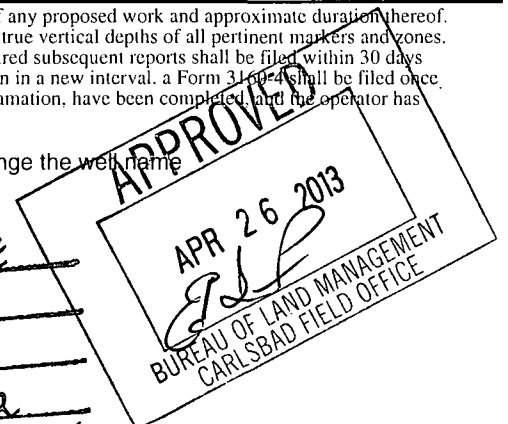 of any proposed work and approximate duration thereof.
true vertical depths of all pertinent markers and zones.
red subsequent reports shall be filed within 30 days
n in a new interval. a Form 3160-4 shall be filed once
amation, have been completed, and the operator has
nge the well name
APPROVED
APR 26 2013
BUREAU OF LAND MANAGEMENT
CARLSBAD FIELD OFFICE